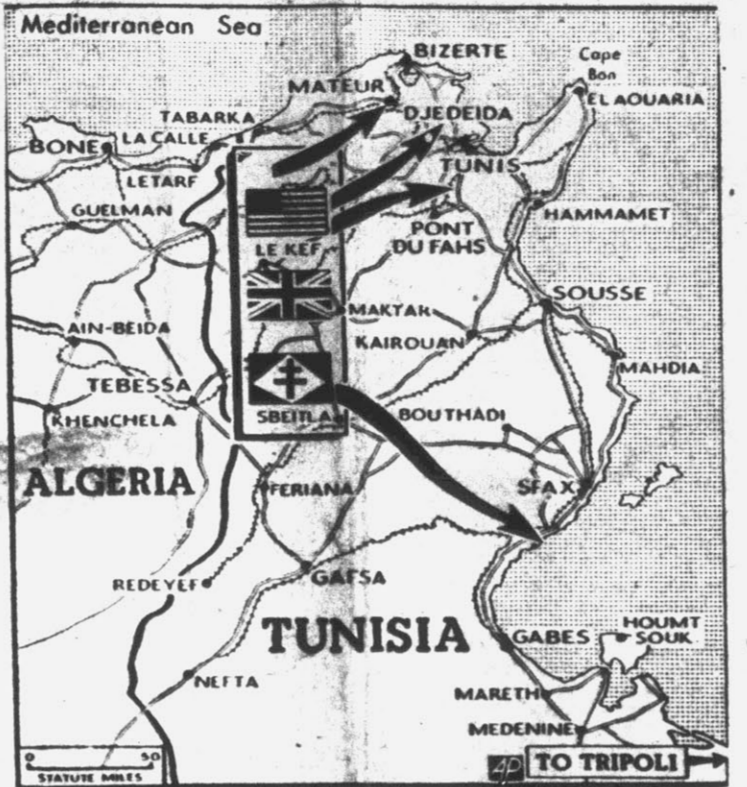 Mediterranean Sea
BIZERTE
Cape
Bon
MATEUR
EL AOUARIA
TABARKA
DJEDEIDA
BONE
LA CALLE
TUNIS
LETARF
GUELMAN
HAMMAMET
PONT
DU FAHS
LE KEF
SOUSSE
MAKTAR
AIN-BEIDA
KAIROUAN
MAHDIA
TEBESSA
KHENCHELA
SBEITLA
BOUTHADI
ALGERIA
FERIANA
SFAX
GAFSA
REDEYEF
TUNISIA
HOUMT
SOUK
GABES
NEFTA
MARETH
MEDENINE
0 50
STATUTE MILES
AP
TO TRIPOLI